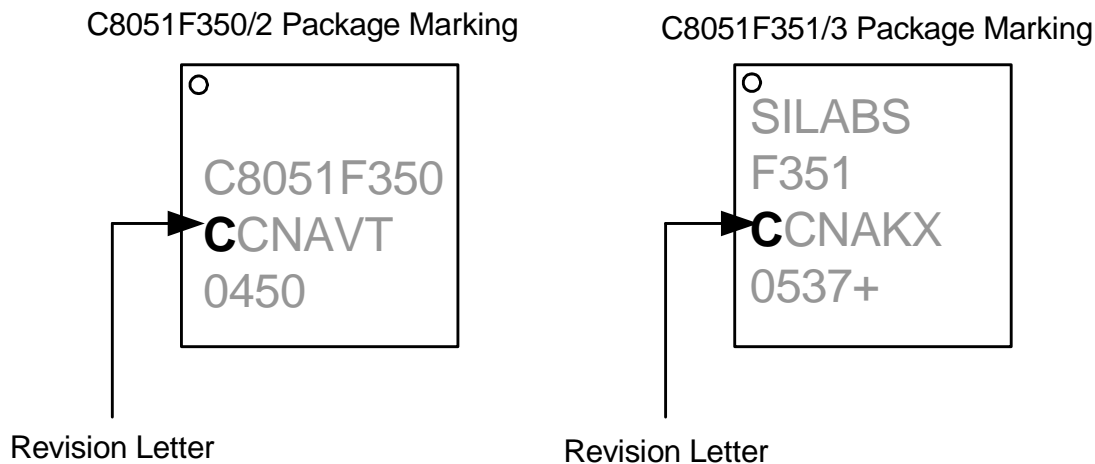 C8051F350/2 Package Marking
C8051F350
CCNAVT
0450
Revision Letter
C8051F351/3 Package Marking
SILABS
F351
CCNAKX
0537+
Revision Letter